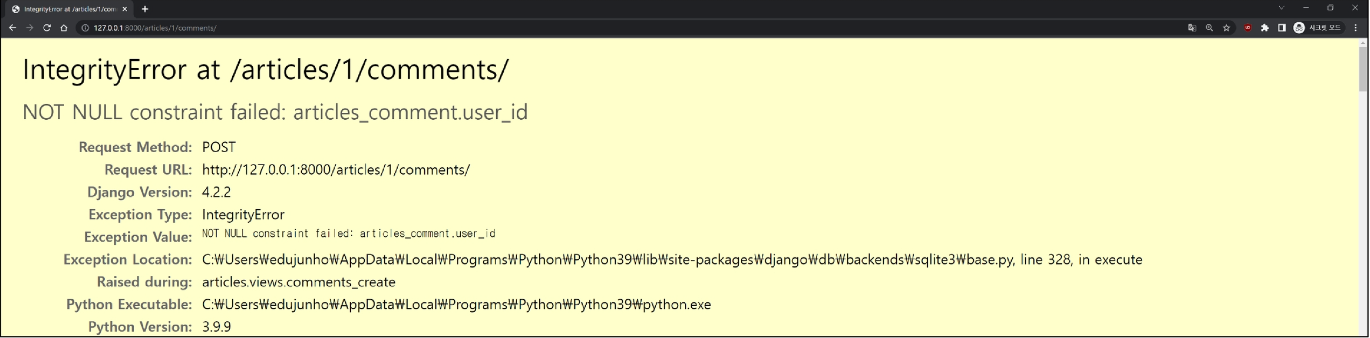 IntegrityError at /articles/1/com
127.0.0.1:8000/articles/1/comments/
시크릿 모드
IntegrityError at /articles/1/comments/
NOT NULL constraint failed: articles_comment.user_id
Request Method: POST
Request URL: http://127.0.0.1:8000/articles/1/comments/
Django Version: 4.2.2
Exception Type: IntegrityError
Exception Value: NOT NULL constraint failed: articles_comment.user_id
Exception Location: C:₩Users₩edujunho₩AppData₩Local₩Programs₩Python₩Python39₩lib₩site-packages₩django₩db₩backends₩sqlite3₩base.py, line 328, in execute
Raised during: articles.views.comments_create
Python Executable: C:₩Users₩edujunho₩AppData₩Local₩Programs₩Python₩Python39₩python.exe
Python Version: 3.9.9